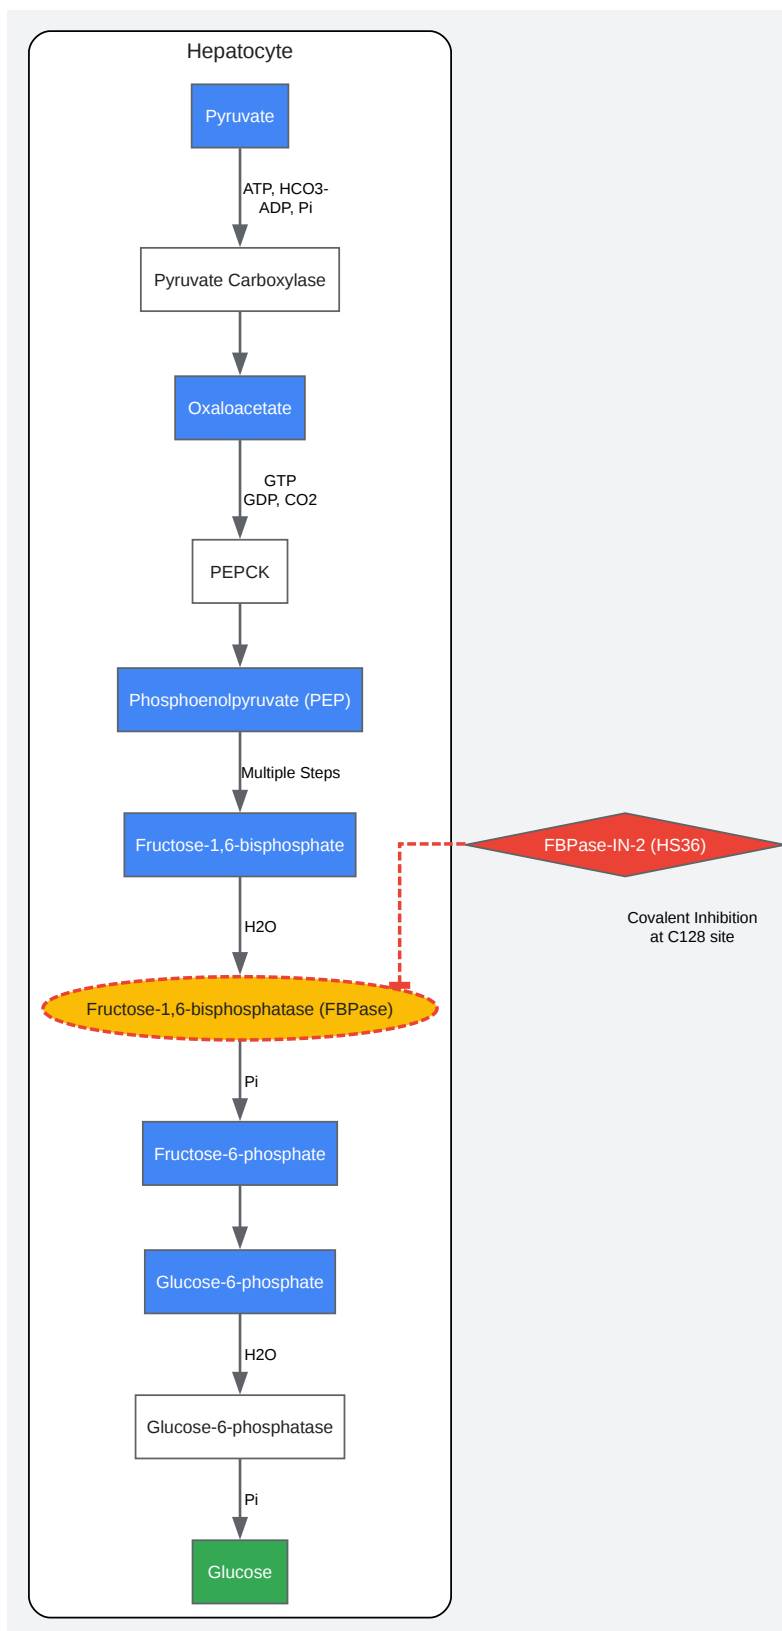 Hepatocyte
Pyruvate
ATP, HCO3-
ADP, Pi
Pyruvate Carboxylase
Oxaloacetate
GTP
GDP, CO2
PEPCK
Phosphoenolpyruvate (PEP)
Multiple Steps
Fructose-1,6-bisphosphate
FBPase-IN-2 (HS36)
Covalent Inhibition
at C128 site
H2O
Fructose-1,6-bisphosphatase (FBPase)
Pi
Fructose-6-phosphate
Glucose-6-phosphate
H2O
Glucose-6-phosphatase
Pi
Glucose